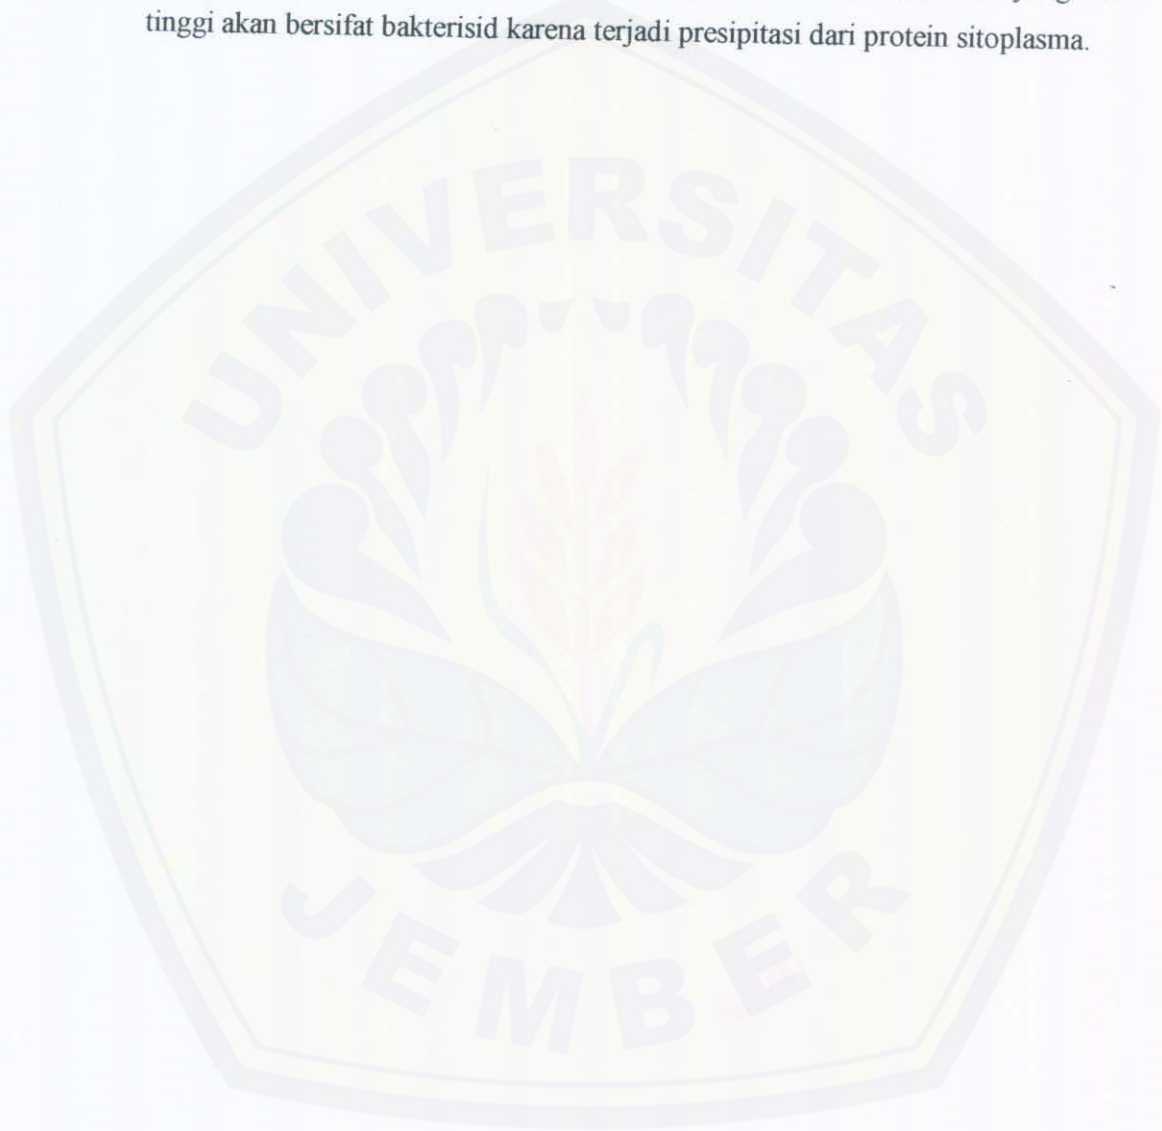 tinggi akan bersifat bakterisid karena terjadi presipitasi dari protein sitoplasma.
UNIVERSITAS
JEMBER